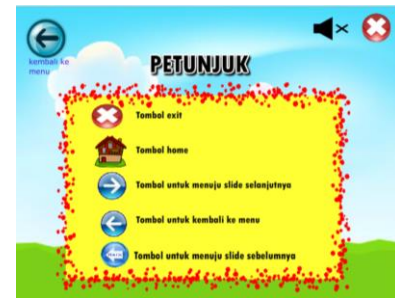 kembali ke
menu
PETUNJUK
Tombol exit
Tombol home
Tombol untuk menuju slide selanjutnya
Tombol untuk kembali ke menu
Tombol untuk menuju slide sebelumnya